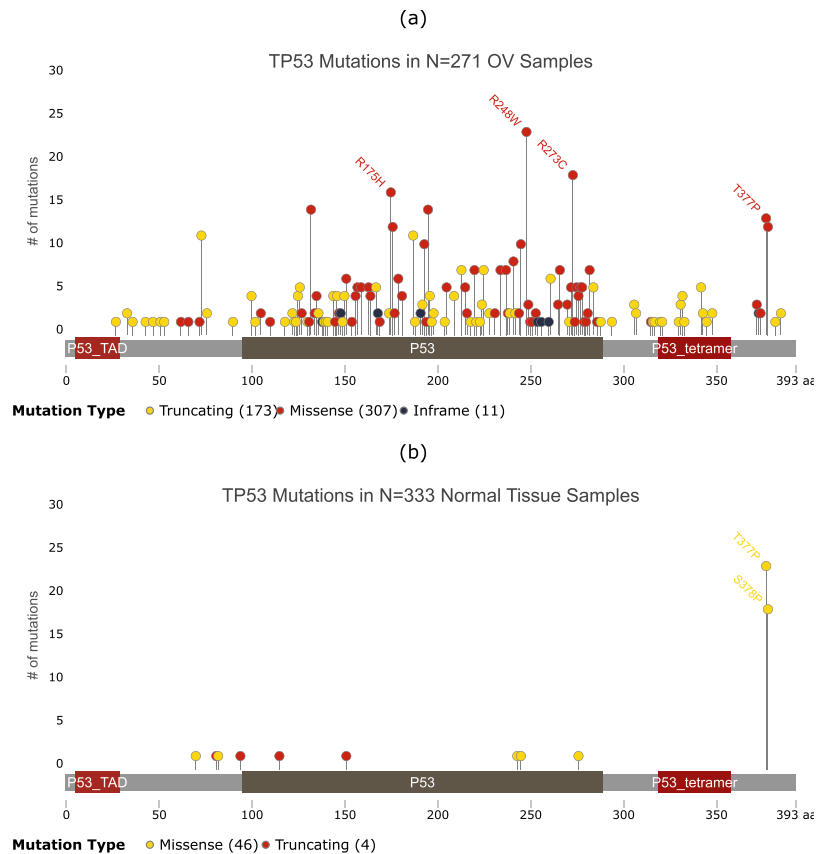 (a)
TP53 Mutations in N=271 OV Samples
# of mutations
30
25
20
15
10
5
0
R175H
R248W
R273C
T377P
P53_TAD
P53
P53_tetramer
0 50 100 150 200 250 300 350 393 aa
Mutation Type Truncating (173) Missense (307) Inframe (11)
(b)
TP53 Mutations in N=333 Normal Tissue Samples
# of mutations
30
25
20
15
10
5
0
T377P
S378P
P53_TAD
P53
P53_tetramer
0 50 100 150 200 250 300 350 393 aa
Mutation Type Missense (46) Truncating (4)